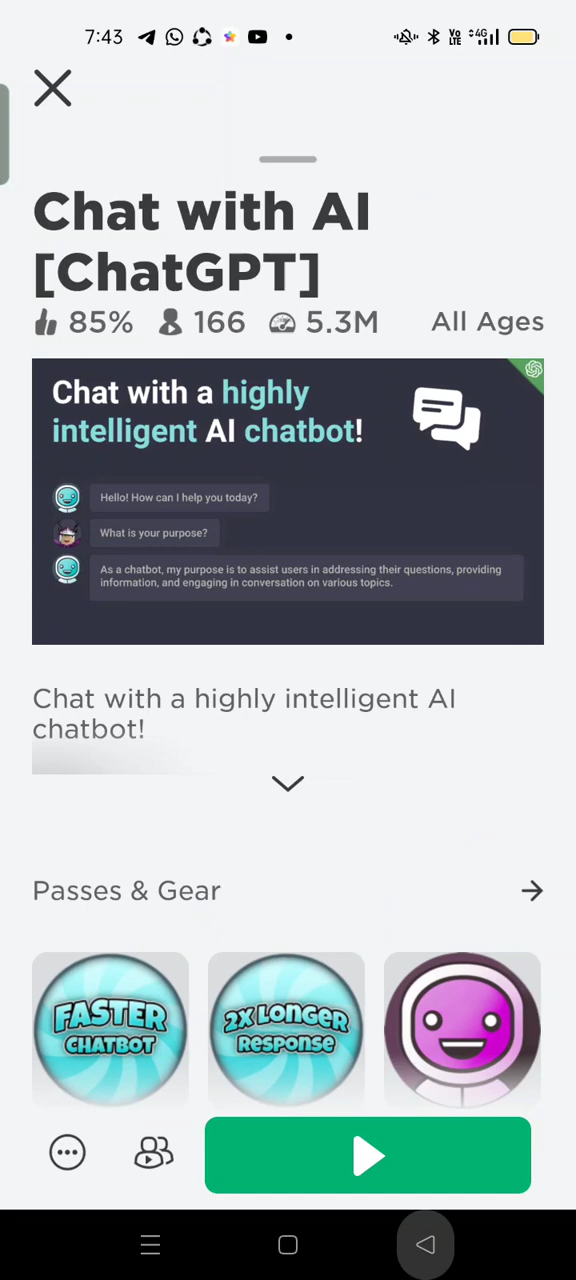 7:43
VO LTE 4G
Chat with AI
[ChatGPT]
85% 166 5.3M All Ages
Chat with a highly
intelligent AI chatbot!
Hello! How can I help you today?
What is your purpose?
As a chatbot, my purpose is to assist users in addressing their questions, providing
information, and engaging in conversation on various topics.
Chat with a highly intelligent AI
chatbot!
Passes & Gear
FASTER
CHATBOT
2X LONGER
RESPONSE